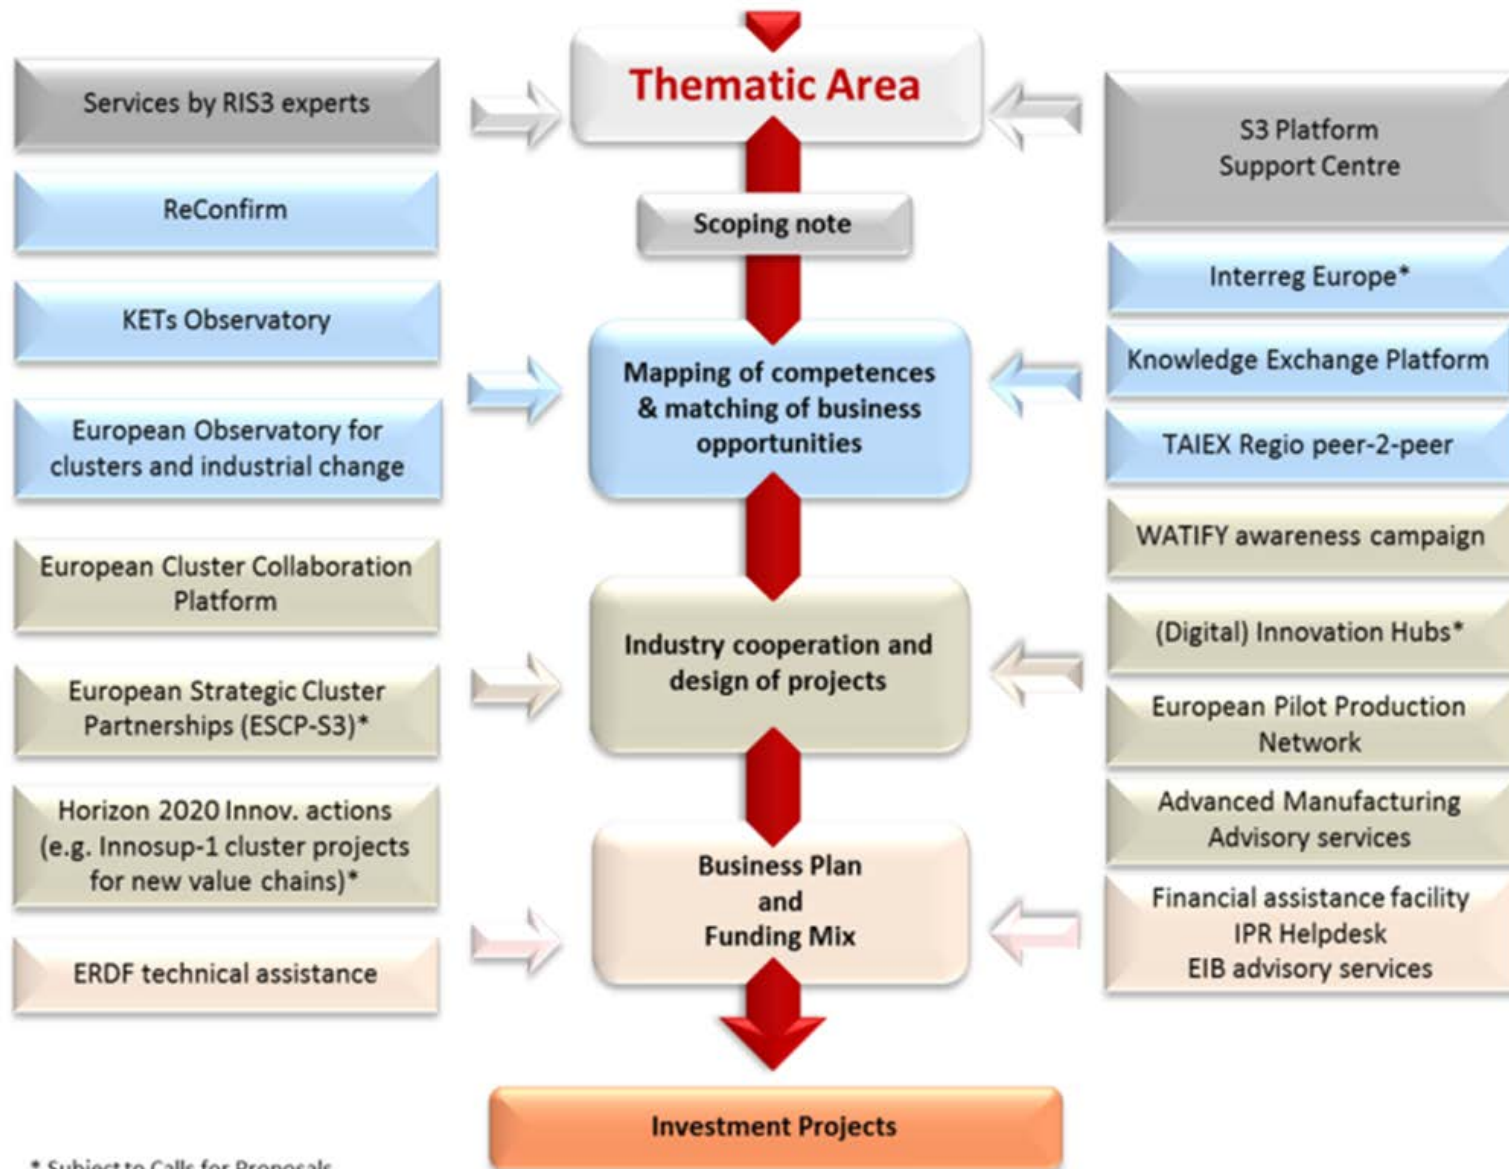 Thematic Area
Services by RIS3 experts
S3 Platform
Support Centre
ReConfirm
Scoping note
Interreg Europe*
KETs Observatory
Knowledge Exchange Platform
Mapping of competences
& matching of business
opportunities
European Observatory for
clusters and industrial change
TAIEX Regio peer-2-peer
WATIFY awareness campaign
European Cluster Collaboration
Platform
(Digital) Innovation Hubs*
Industry cooperation and
design of projects
European Strategic Cluster
Partnerships (ESCP-S3)*
European Pilot Production
Network
Horizon 2020 Innov. actions
(e.g. Innosup-1 cluster projects
for new value chains)*
Advanced Manufacturing
Advisory services
Business Plan
and
Funding Mix
Financial assistance facility
IPR Helpdesk
EIB advisory services
ERDF technical assistance
Investment Projects
* Subject to Calls for Proposals